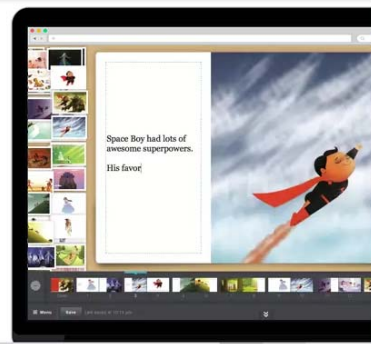 Space Boy had lots of
awesome superpowers.
His favor
Menu
Save